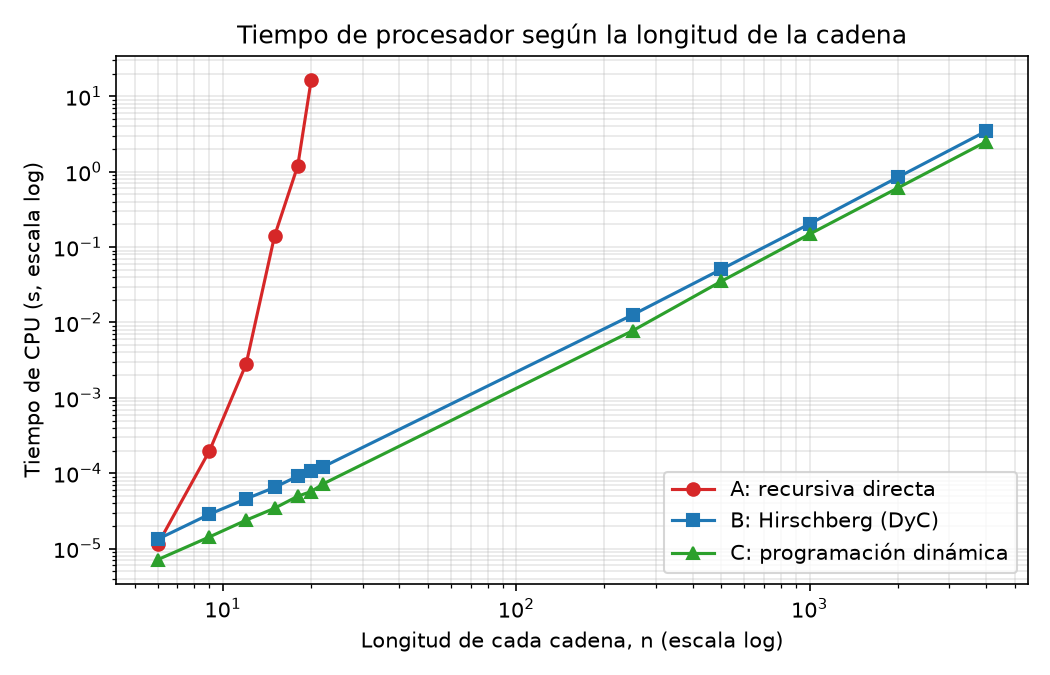 Tiempo de procesador según la longitud de la cadena
Tiempo de CPU (s, escala log)
10¹
10⁰
10⁻¹
10⁻²
10⁻³
10⁻⁴
10⁻⁵
A: recursiva directa
B: Hirschberg (DyC)
C: programación dinámica
10¹ 10² 10³
Longitud de cada cadena, n (escala log)